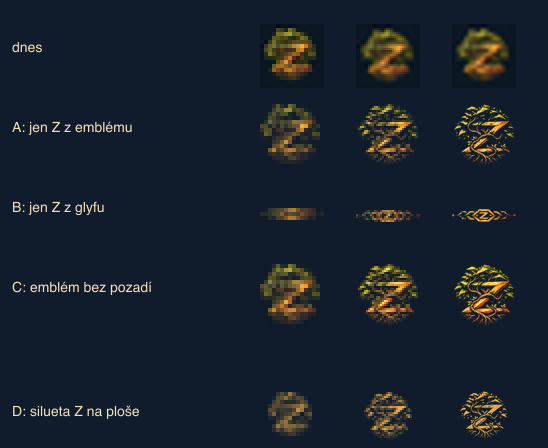 dnes
A: jen Z z emblému
B: jen Z z glyfu
C: emblém bez pozadí
D: silueta Z na ploše